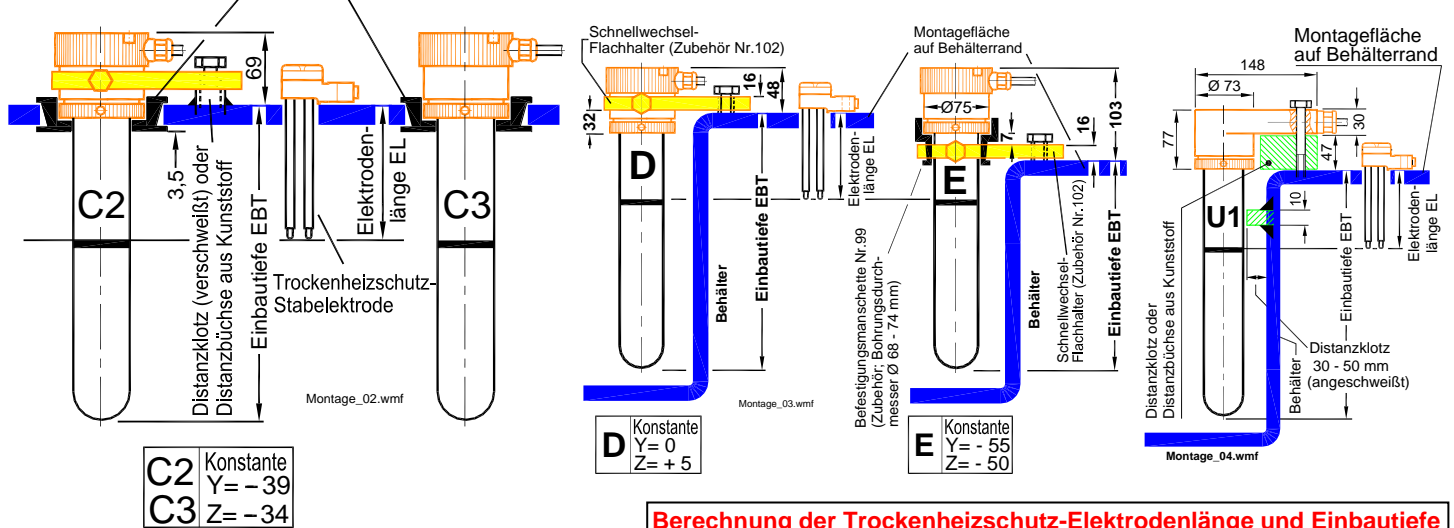 69
C2
3,5
Distanzklotz (verschweißt) oder
Distanzbüchse aus Kunststoff
Einbautiefe EBT
Elektroden-
länge EL
Trockenheizschutz-
Stabelektrode
C3
Montage_02.wmf
C2
C3
Konstante
Y= – 39
Z= – 34
Schnellwechsel-
Flachhalter (Zubehör Nr.102)
16
48
32
D
Behälter
Einbautiefe EBT
Elektroden-
länge EL
Montage_03.wmf
D
Konstante
Y= 0
Z= + 5
Montagefläche
auf Behälterrand
Ø75
7
16
103
E
Befestigungsmanschette Nr.99
(Zubehör; Bohrungsdurch-
messer Ø 68 - 74 mm)
Behälter
Schnellwechsel-
Flachhalter (Zubehör Nr.102)
Einbautiefe EBT
E
Konstante
Y= - 55
Z= - 50
Montagefläche
auf Behälterrand
148
Ø 73
77
30
47
10
U1
Distanzklotz oder
Distanzbüchse aus Kunststoff
Einbautiefe EBT
Elektroden-
länge EL
Behälter
Distanzklotz
30 - 50 mm
(angeschweißt)
Montage_04.wmf
Berechnung der Trockenheizschutz-Elektrodenlänge und Einbautiefe